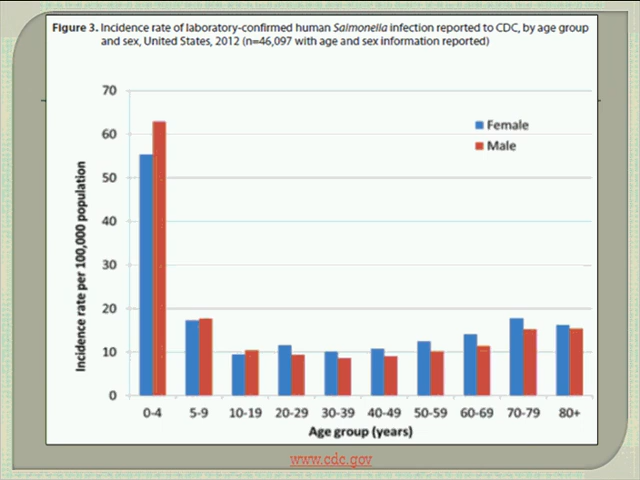 Figure 3. Incidence rate of laboratory-confirmed human Salmonella infection reported to CDC, by age group
and sex, United States, 2012 (n=46,097 with age and sex information reported)
70
60
50
40
30
20
10
0
Incidence rate per 100,000 population
Female
Male
0-4 5-9 10-19 20-29 30-39 40-49 50-59 60-69 70-79 80+
Age group (years)
www.cdc.gov